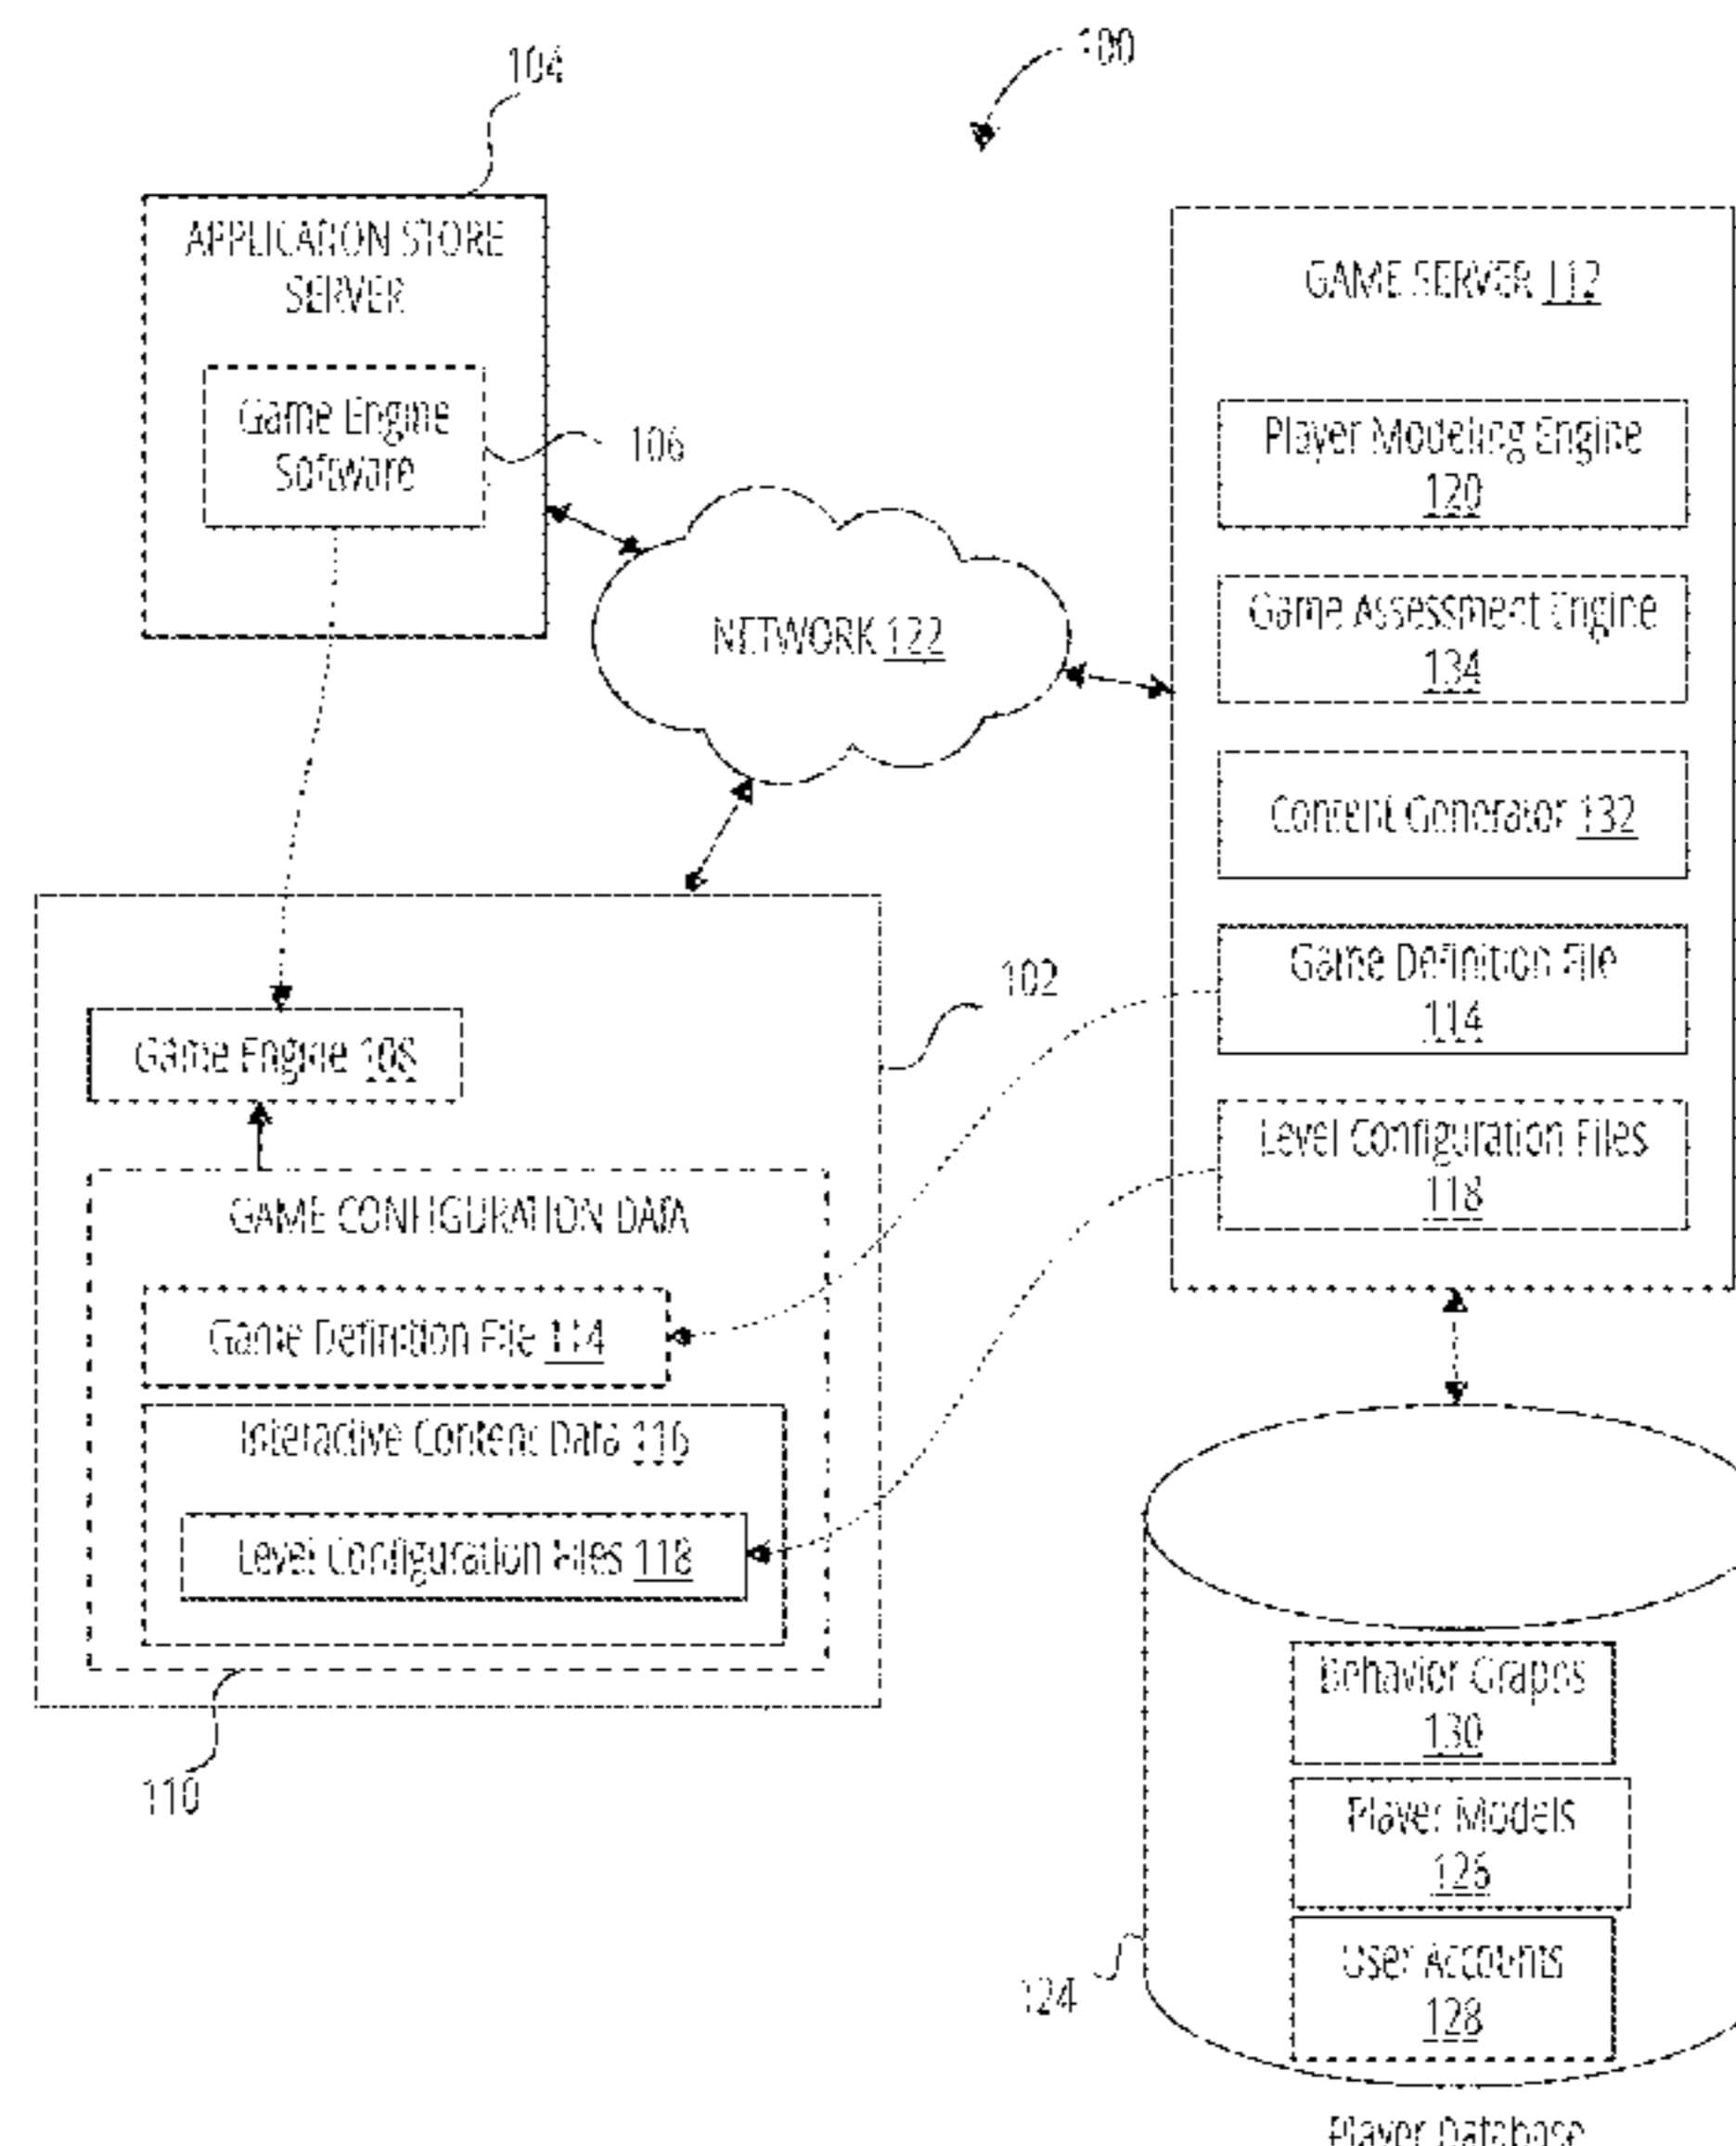 100
104
APPLICATION STORE
SERVER
Game Engine
Software
106
GAME SERVER 112
Player Modeling Engine
120
Game Assessment Engine
134
Content Generator 132
Game Definition File
114
Level Configuration Files
118
NETWORK 122
102
Game Engine 108
GAME CONFIGURATION DATA
Game Definition File 114
Interactive Content Data 116
Level Configuration Files 118
110
Behavior Graphs
130
Player Models
126
User Accounts
128
124
Player Database